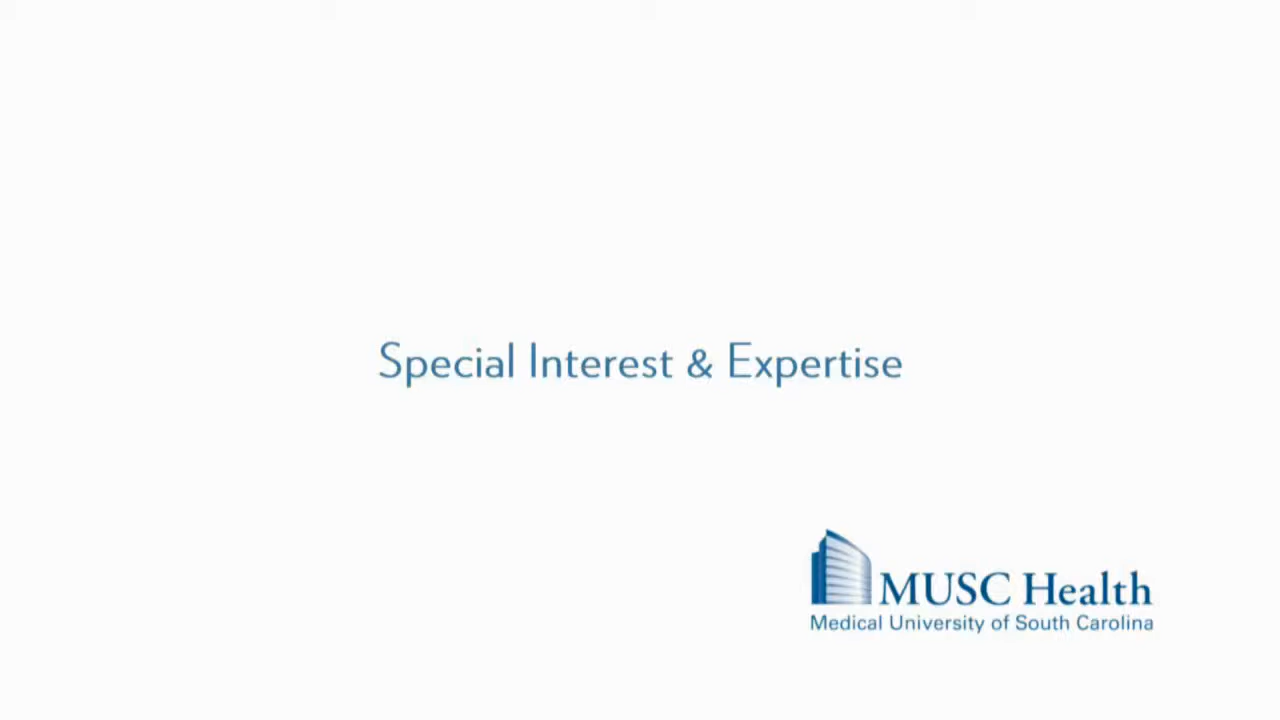 Special Interest & Expertise
MUSC Health
Medical University of South Carolina